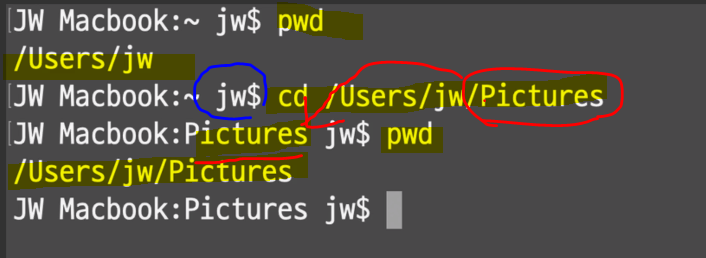 JW Macbook:~ jw$ pwd
/Users/jw
JW Macbook:~ jw$ cd /Users/jw/Pictures
JW Macbook:Pictures jw$ pwd
/Users/jw/Pictures
JW Macbook:Pictures jw$